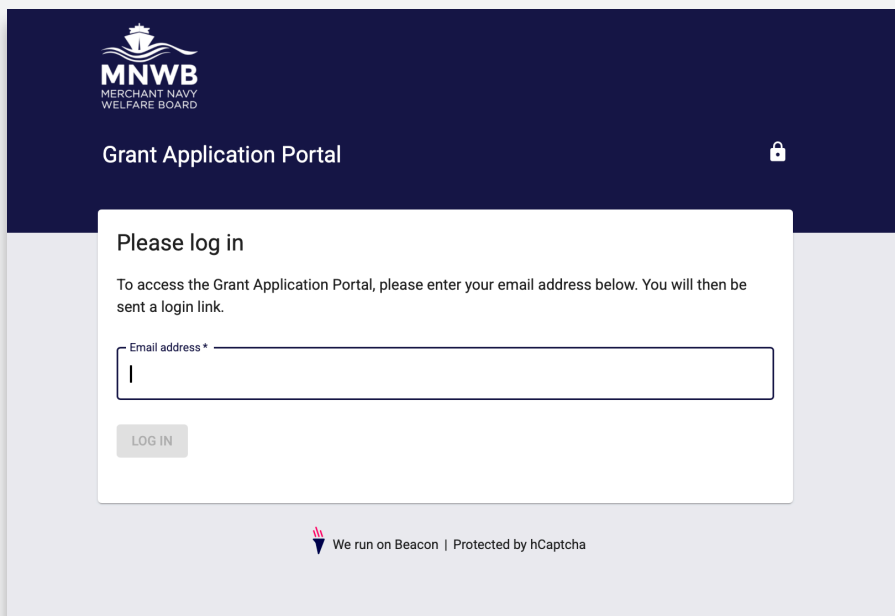 MNWB
MERCHANT NAVY
WELFARE BOARD
Grant Application Portal
Please log in
To access the Grant Application Portal, please enter your email address below. You will then be
sent a login link.
Email address *
LOG IN
We run on Beacon | Protected by hCaptcha